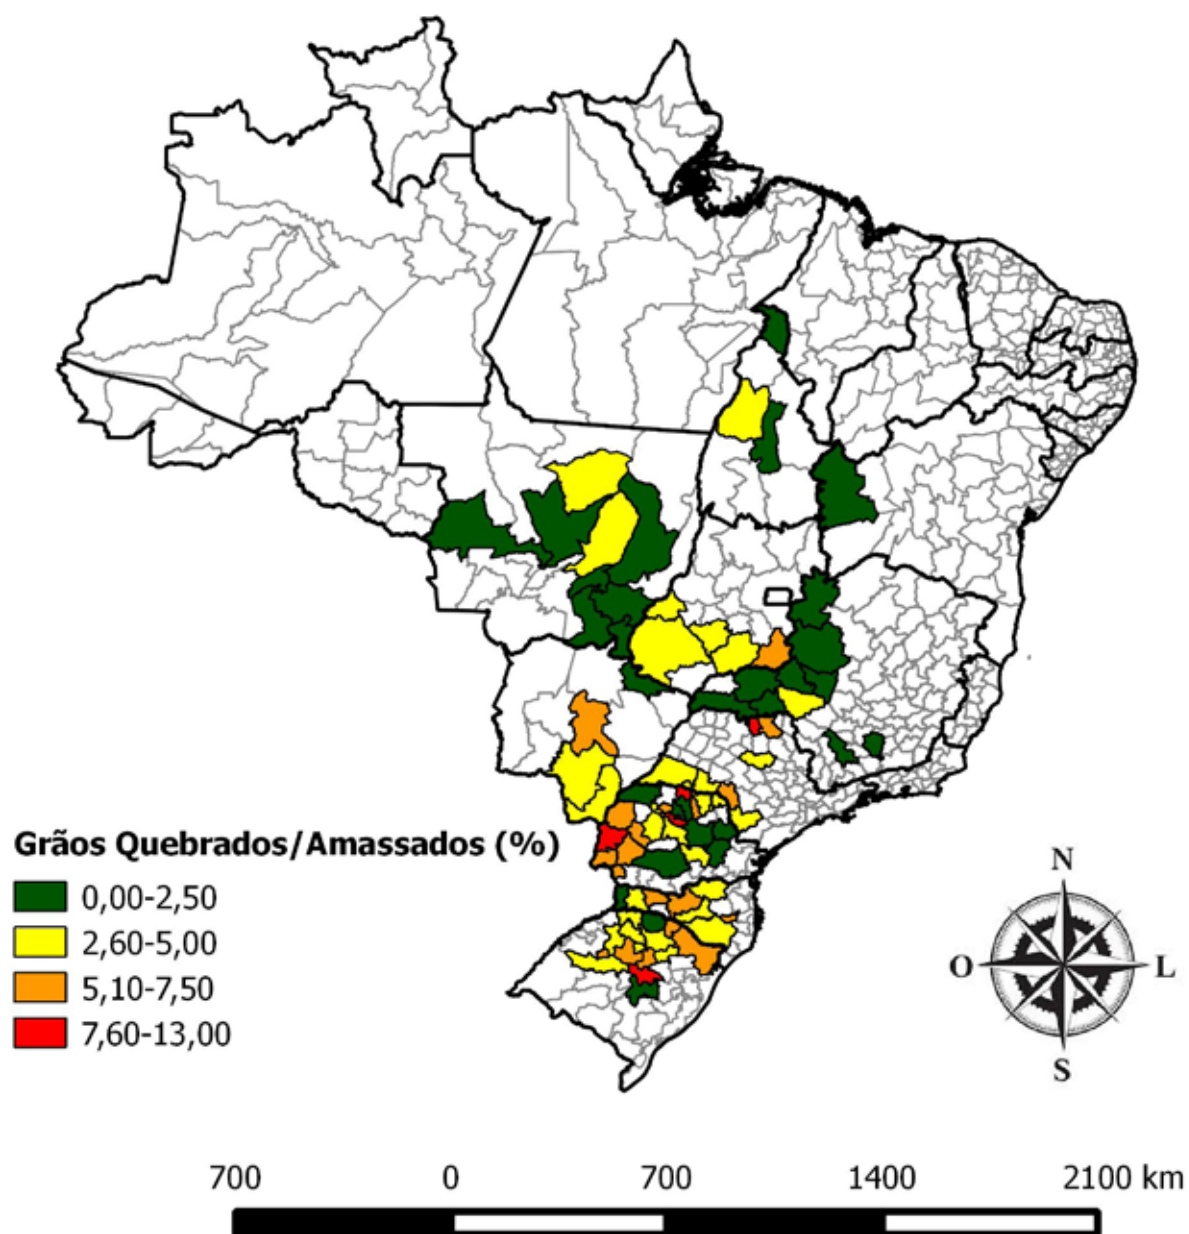 Grãos Quebrados/Amassados (%)
0,00-2,50
2,60-5,00
5,10-7,50
7,60-13,00
N
O
L
S
700 0 700 1400 2100 km